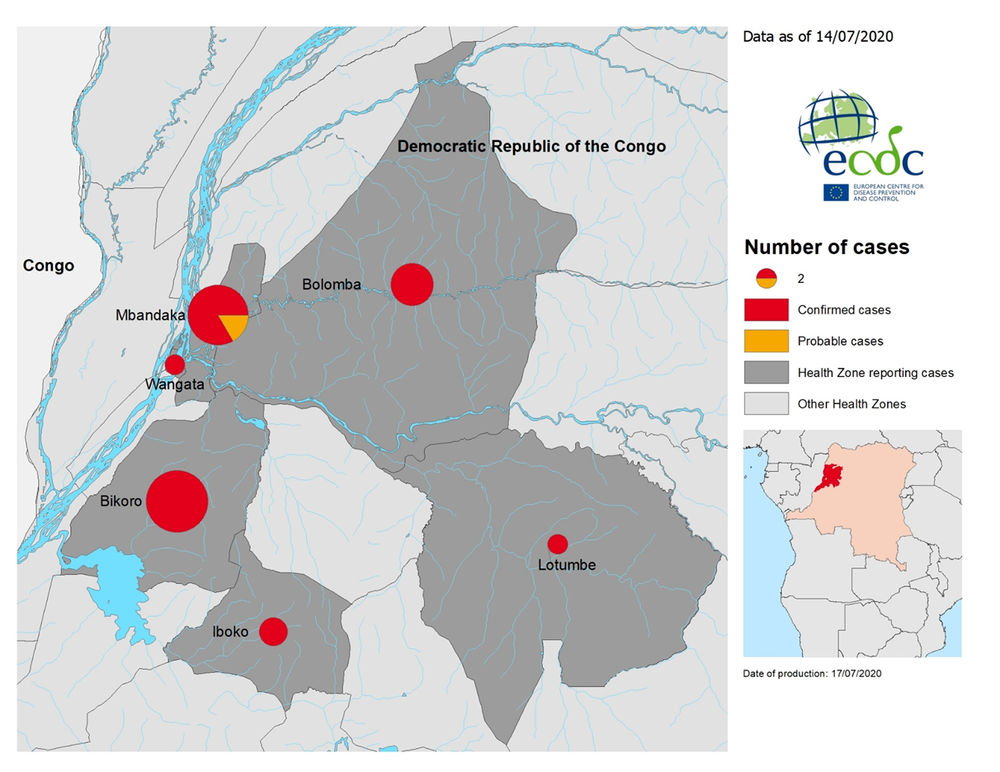 Data as of 14/07/2020
ecdc
EUROPEAN CENTRE FOR
DISEASE PREVENTION
AND CONTROL
Democratic Republic of the Congo
Congo
Bolomba
Mbandaka
Wangata
Bikoro
Lotumbe
Iboko
Number of cases
2
Confirmed cases
Probable cases
Health Zone reporting cases
Other Health Zones
Date of production: 17/07/2020